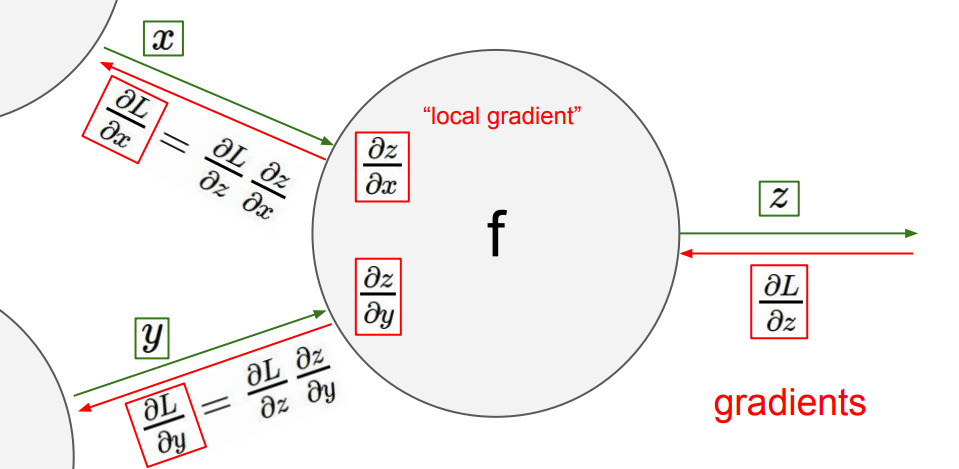 x
∂L/∂x = ∂L/∂z ∂z/∂x
“local gradient”
∂z/∂x
f
z
∂L/∂z
∂z/∂y
y
∂L/∂y = ∂L/∂z ∂z/∂y
gradients